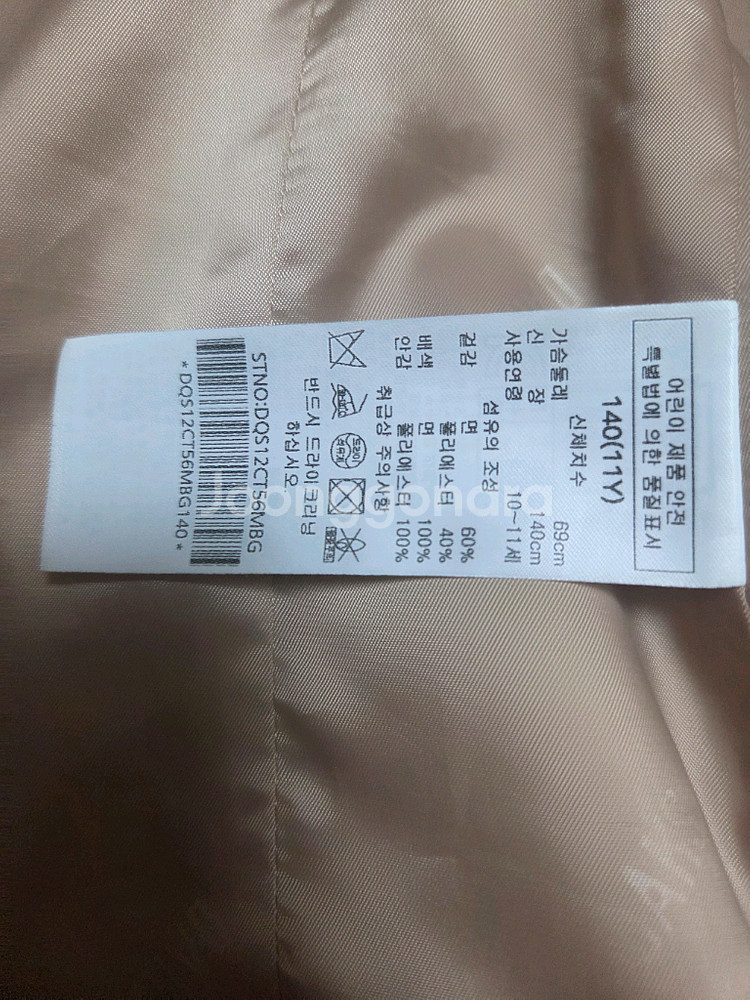 어린이 제품 안전
특별법에 의한 품질표시
140(11Y)
신체치수
가슴둘레 69cm
신 장 140cm
사용연령 10~11세
섬유의 조성
겉감 면 60%
폴리에스터 40%
배색 면 100%
안감 폴리에스터 100%
취급상 주의사항
반드시 드라이크리닝
하십시오
STNO:DQS12CT56MBG
*DQS12CT56MBG140*
Joonggonara